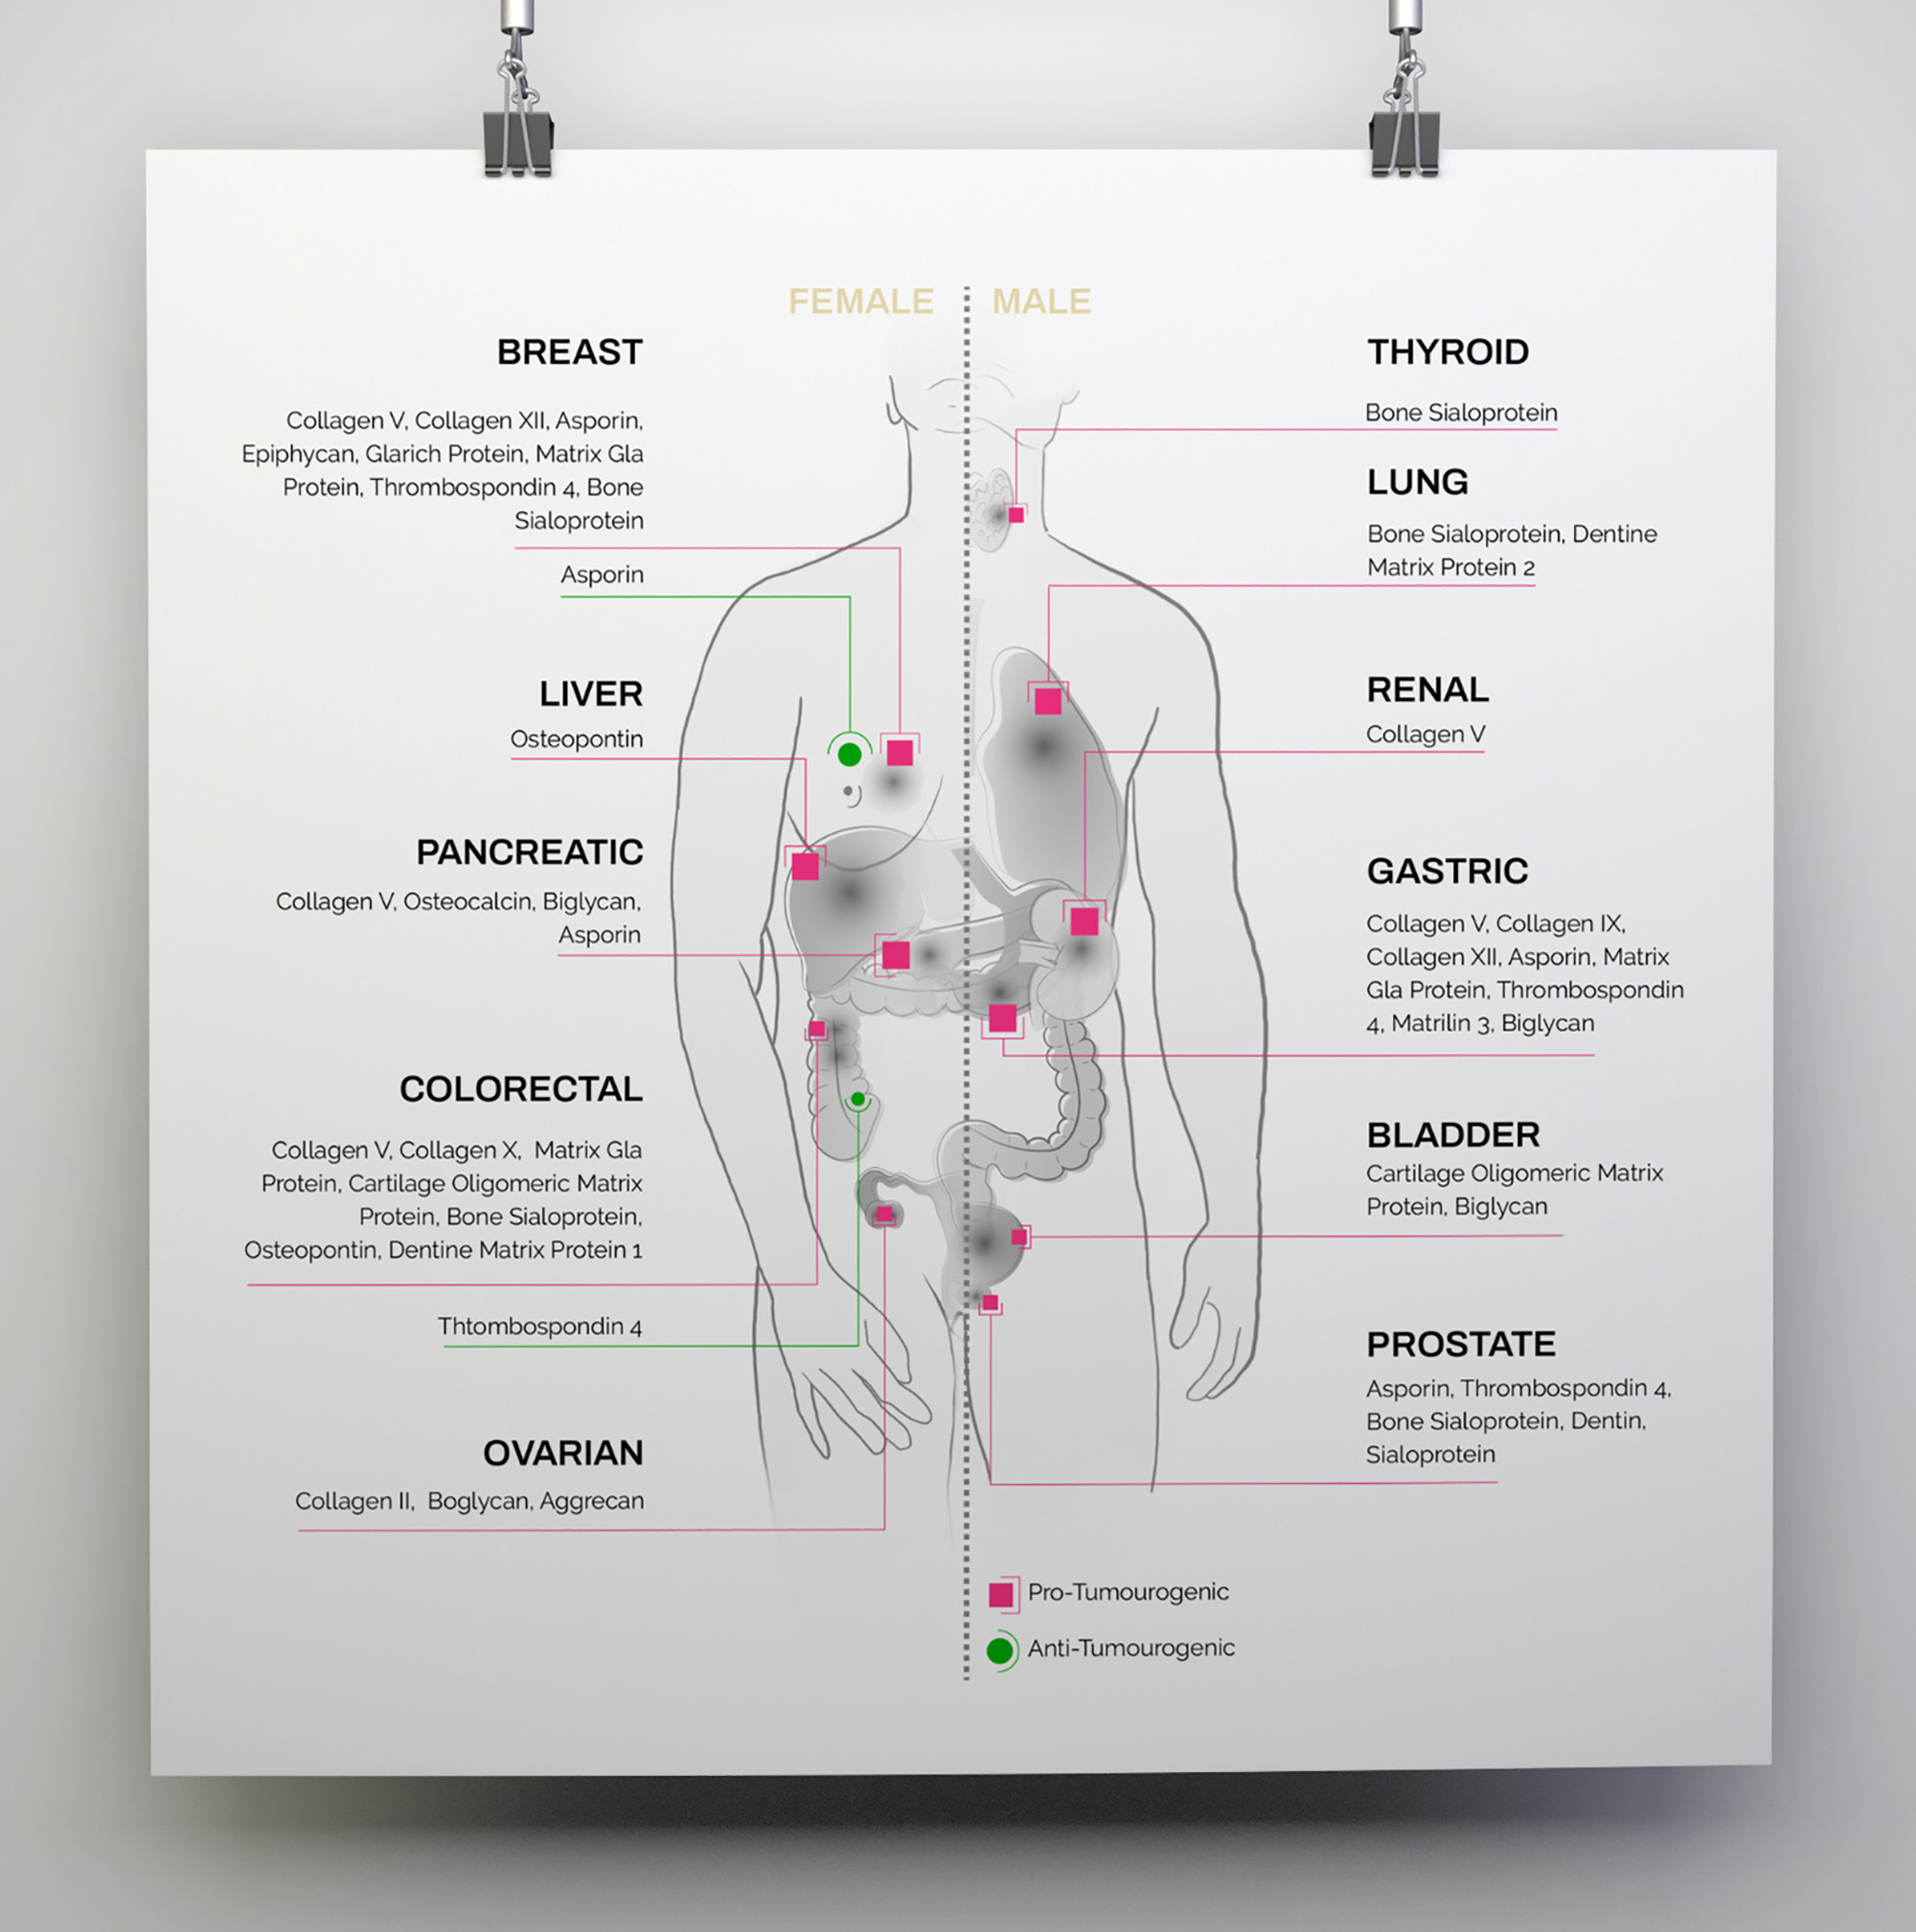 FEMALE
MALE
BREAST
Collagen V, Collagen XII, Asporin,
Epiphycan, Glarich Protein, Matrix Gla
Protein, Thrombospondin 4, Bone
Sialoprotein
Asporin
LIVER
Osteopontin
PANCREATIC
Collagen V, Osteocalcin, Biglycan,
Asporin
COLORECTAL
Collagen V, Collagen X,  Matrix Gla
Protein, Cartilage Oligomeric Matrix
Protein, Bone Sialoprotein,
Osteopontin, Dentine Matrix Protein 1
Thtombospondin 4
OVARIAN
Collagen II,  Boglycan, Aggrecan
THYROID
Bone Sialoprotein
LUNG
Bone Sialoprotein, Dentine
Matrix Protein 2
RENAL
Collagen V
GASTRIC
Collagen V, Collagen IX,
Collagen XII, Asporin, Matrix
Gla Protein, Thrombospondin
4, Matrilin 3, Biglycan
BLADDER
Cartilage Oligomeric Matrix
Protein, Biglycan
PROSTATE
Asporin, Thrombospondin 4,
Bone Sialoprotein, Dentin,
Sialoprotein
Pro-Tumourogenic
Anti-Tumourogenic